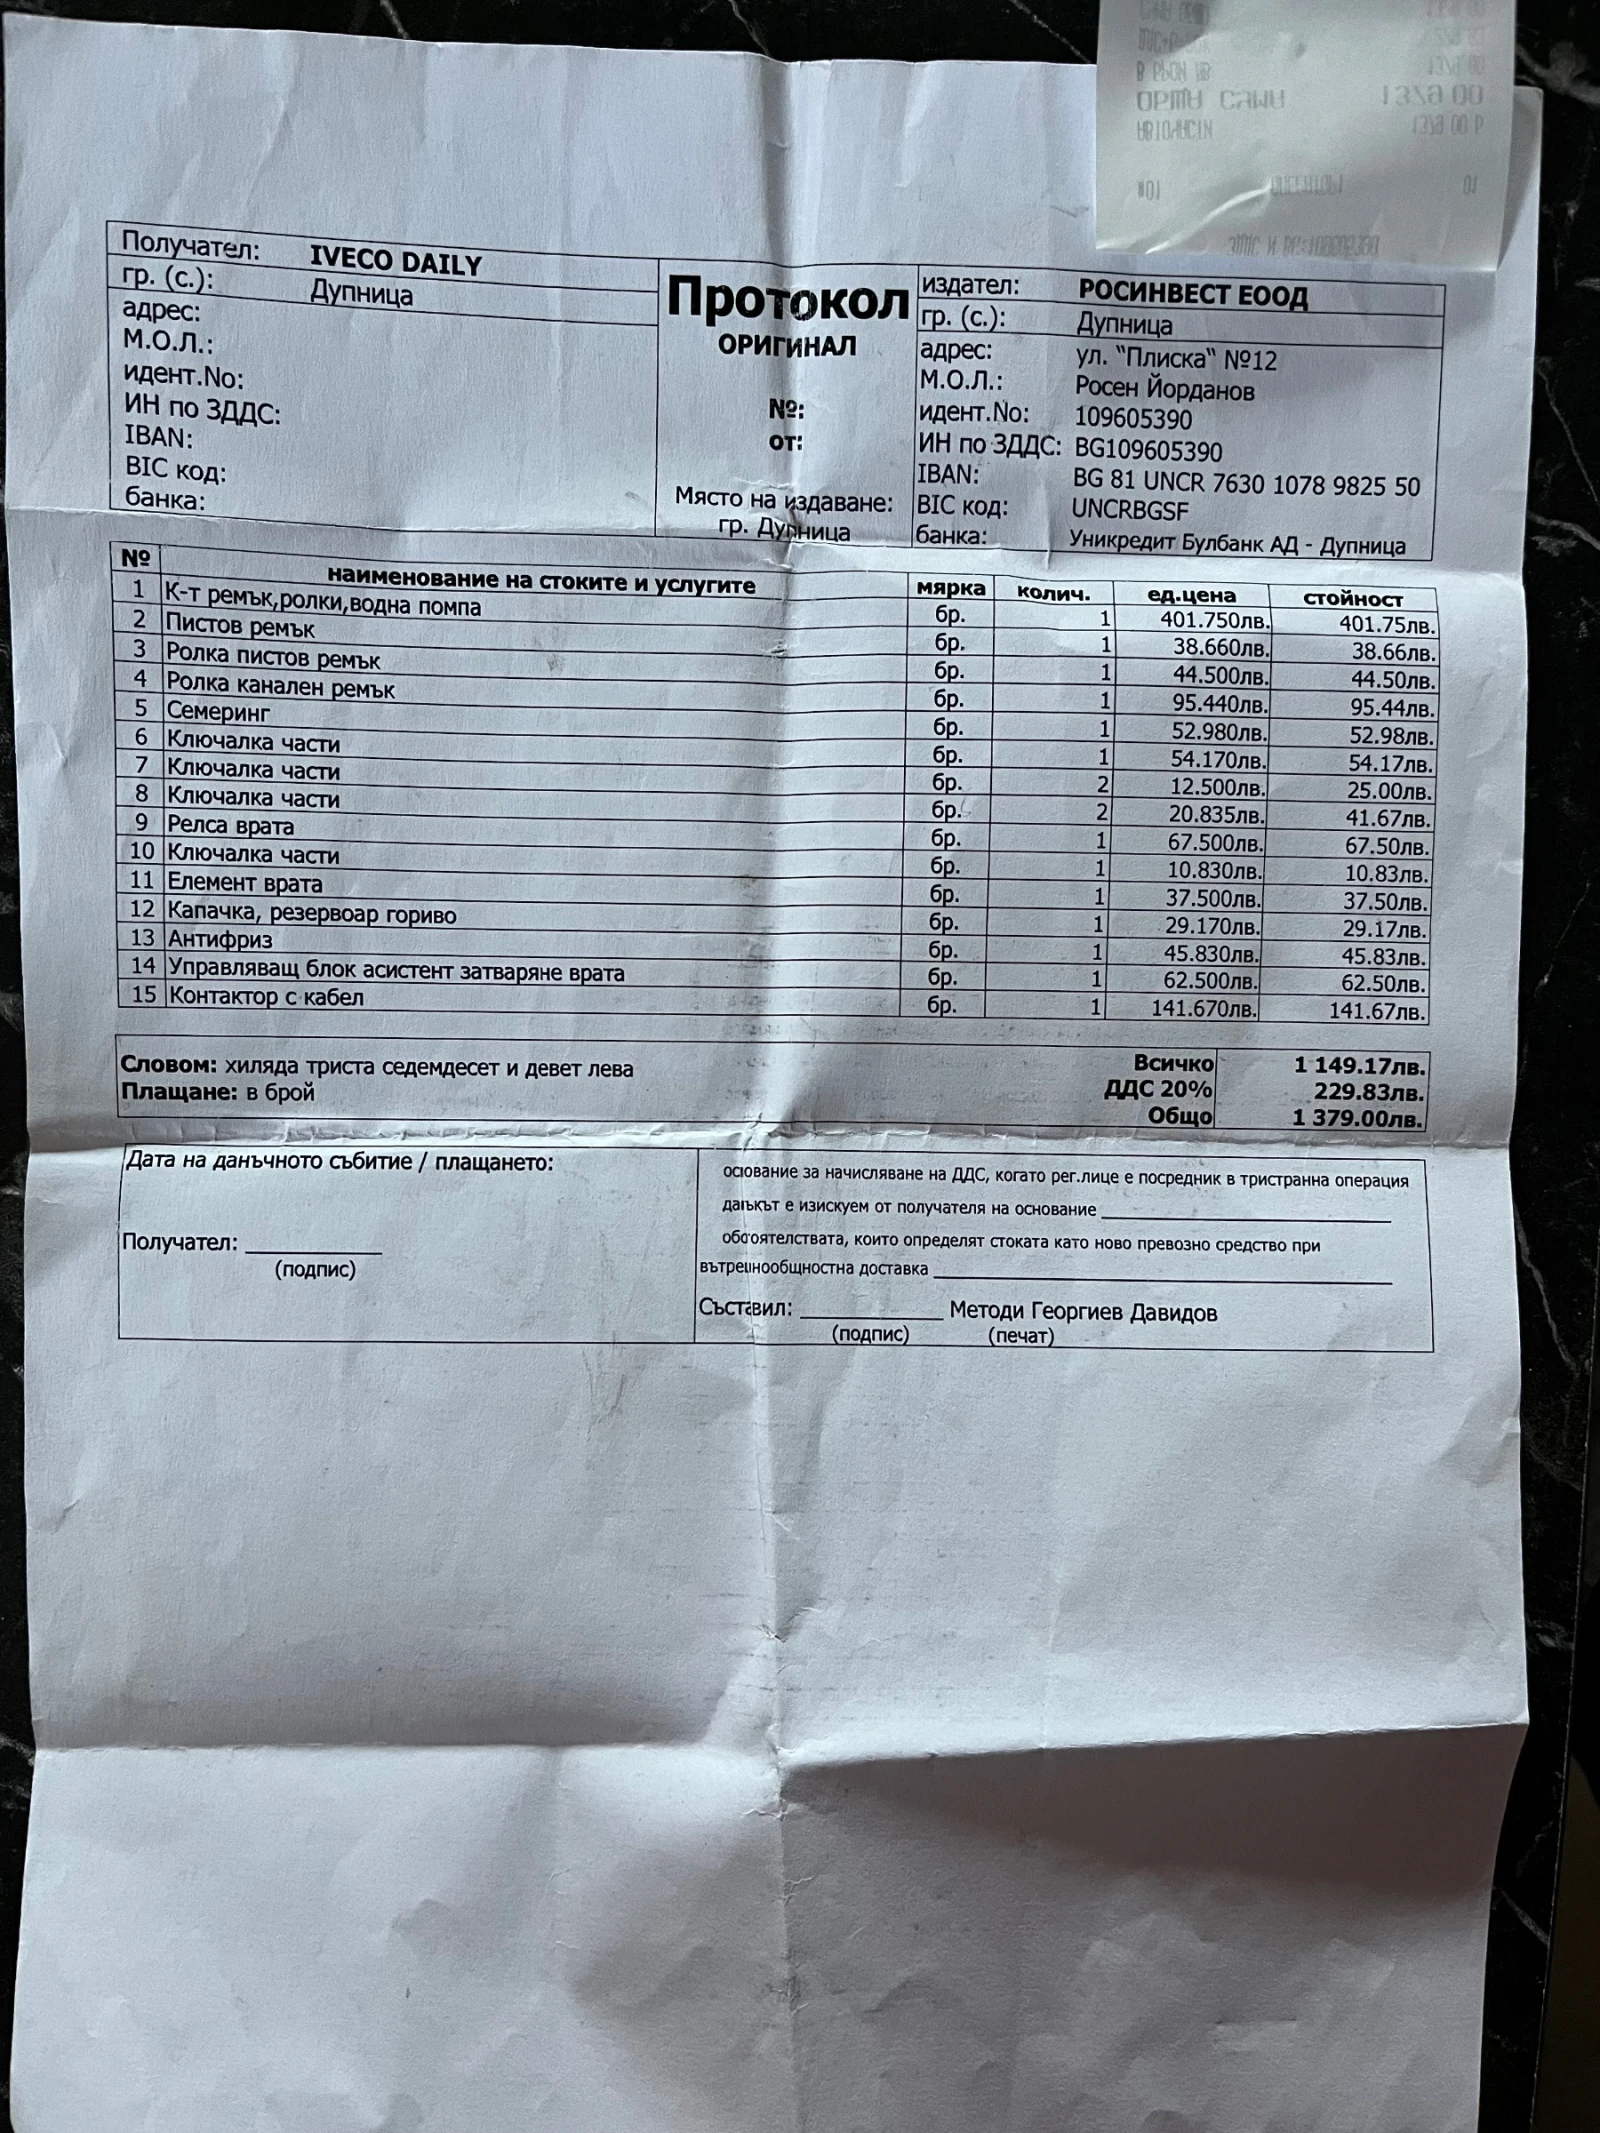 Получател: IVECO DAILY
гр. (с.): Дупница
адрес:
М.О.Л.:
идент.No:
ИН по ЗДДС:
IBAN:
BIC код:
банка:
Протокол
ОРИГИНАЛ
№:
от:
Място на издаване:
гр. Дупница
издател: РОСИНВЕСТ ЕООД
гр. (с.): Дупница
адрес: ул. "Плиска" №12
М.О.Л.: Росен Йорданов
идент.No: 109605390
ИН по ЗДДС: BG109605390
IBAN: BG 81 UNCR 7630 1078 9825 50
BIC код: UNCRBGSF
банка: Уникредит Булбанк АД - Дупница
№ наименование на стоките и услугите мярка колич. ед.цена стойност
1 К-т ремък,ролки,водна помпа бр. 1 401.750лв. 401.75лв.
2 Пистов ремък бр. 1 38.660лв. 38.66лв.
3 Ролка пистов ремък бр. 1 44.500лв. 44.50лв.
4 Ролка канален ремък бр. 1 95.440лв. 95.44лв.
5 Семеринг бр. 1 52.980лв. 52.98лв.
6 Ключалка части бр. 1 54.170лв. 54.17лв.
7 Ключалка части бр. 2 12.500лв. 25.00лв.
8 Ключалка части бр. 2 20.835лв. 41.67лв.
9 Релса врата бр. 1 67.500лв. 67.50лв.
10 Ключалка части бр. 1 10.830лв. 10.83лв.
11 Елемент врата бр. 1 37.500лв. 37.50лв.
12 Капачка, резервоар гориво бр. 1 29.170лв. 29.17лв.
13 Антифриз бр. 1 45.830лв. 45.83лв.
14 Управляващ блок асистент затваряне врата бр. 1 62.500лв. 62.50лв.
15 Контактор с кабел бр. 1 141.670лв. 141.67лв.
Словом: хиляда триста седемдесет и девет лева Всичко 1 149.17лв.
Плащане: в брой ДДС 20% 229.83лв.
Общо 1 379.00лв.
Дата на данъчното събитие / плащането:
Получател:
(подпис)
основание за начисляване на ДДС, когато рег.лице е посредник в тристранна операция
данъкът е изискуем от получателя на основание
обстоятелствата, които определят стоката като ново превозно средство при
вътрешнообщностна доставка
Съставил: Методи Георгиев Давидов
(подпис) (печат)